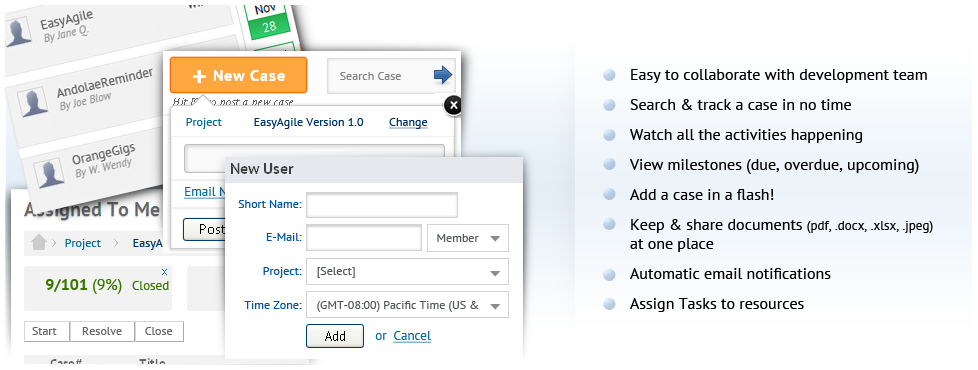 EasyAgile
By Jane Q.
Nov
28
AndolaeReminder
By Joe Blow
OrangeGigs
By W. Wendy
+ New Case
Search Case
to post a new case
Project EasyAgile Version 1.0 Change
Email
Post
New User
Short Name:
E-Mail: Member
Project: [Select]
Time Zone: (GMT-08:00) Pacific Time (US &
Add or Cancel
Assigned To Me
Project
9/101 (9%) Closed
x
Start Resolve Close
Case# Title
Easy to collaborate with development team
Search & track a case in no time
Watch all the activities happening
View milestones (due, overdue, upcoming)
Add a case in a flash!
Keep & share documents (pdf, .docx, .xlsx, .jpeg)
at one place
Automatic email notifications
Assign Tasks to resources